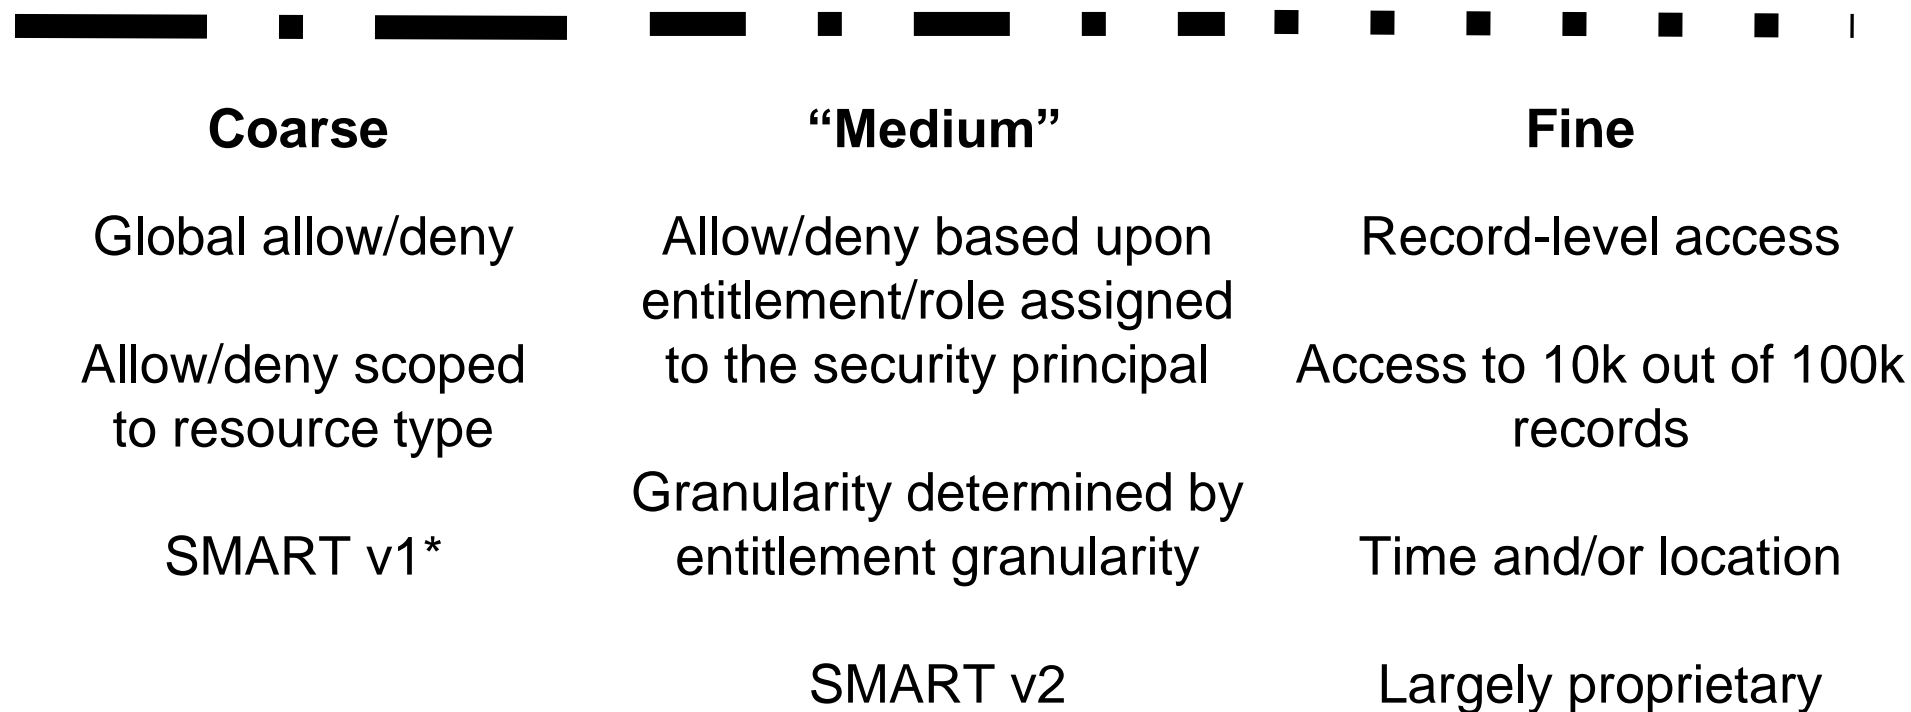 Coarse
Global allow/deny
Allow/deny scoped
to resource type
SMART v1*
“Medium”
Allow/deny based upon
entitlement/role assigned
to the security principal
Granularity determined by
entitlement granularity
SMART v2
Fine
Record-level access
Access to 10k out of 100k
records
Time and/or location
Largely proprietary